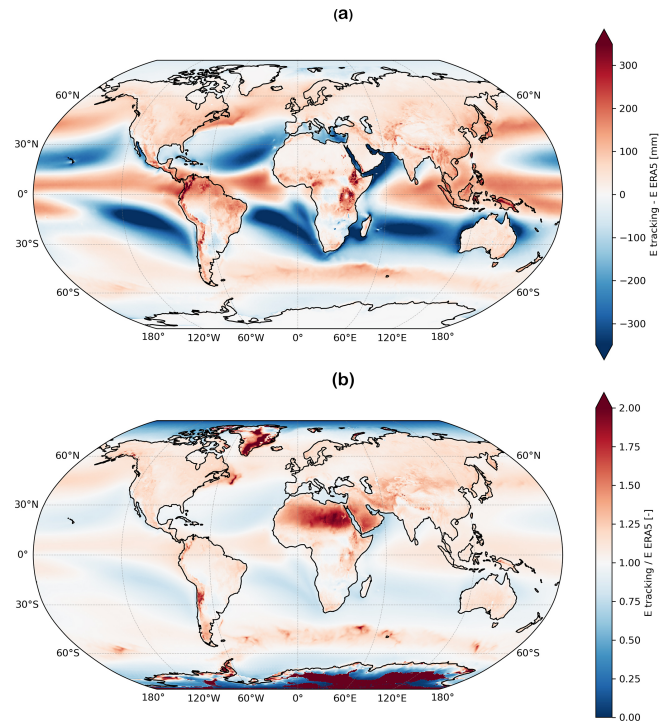 (a)
60°N
60°N
30°N
30°N
0°
0°
30°S
30°S
60°S
60°S
180°
120°W
60°W
0°
60°E
120°E
180°
300
200
100
0
−100
−200
−300
E tracking - E ERA5 [mm]
(b)
60°N
60°N
30°N
30°N
0°
0°
30°S
30°S
60°S
60°S
180°
120°W
60°W
0°
60°E
120°E
180°
2.00
1.75
1.50
1.25
1.00
0.75
0.50
0.25
0.00
E tracking / E ERA5 [-]